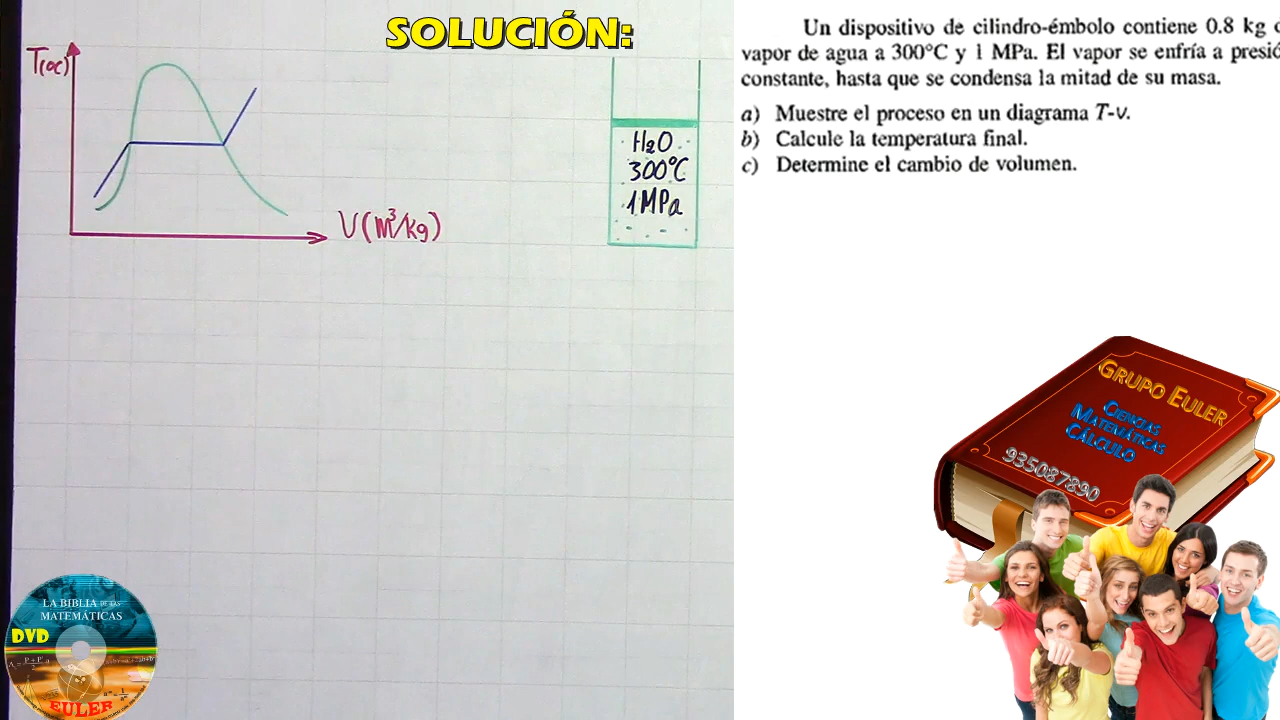 SOLUCIÓN:
T(oc)
V(m³/kg)
H₂O
300°C
1MPa
Un dispositivo de cilindro-émbolo contiene 0.8 kg
vapor de agua a 300°C y 1 MPa. El vapor se enfría a presió
constante, hasta que se condensa la mitad de su masa.
a) Muestre el proceso en un diagrama T-v.
b) Calcule la temperatura final.
c) Determine el cambio de volumen.
GRUPO EULER
CIENCIAS
MATEMÁTICAS
CÁLCULO
935087890
LA BIBLIA DE LAS
MATEMÁTICAS
DVD
EULER